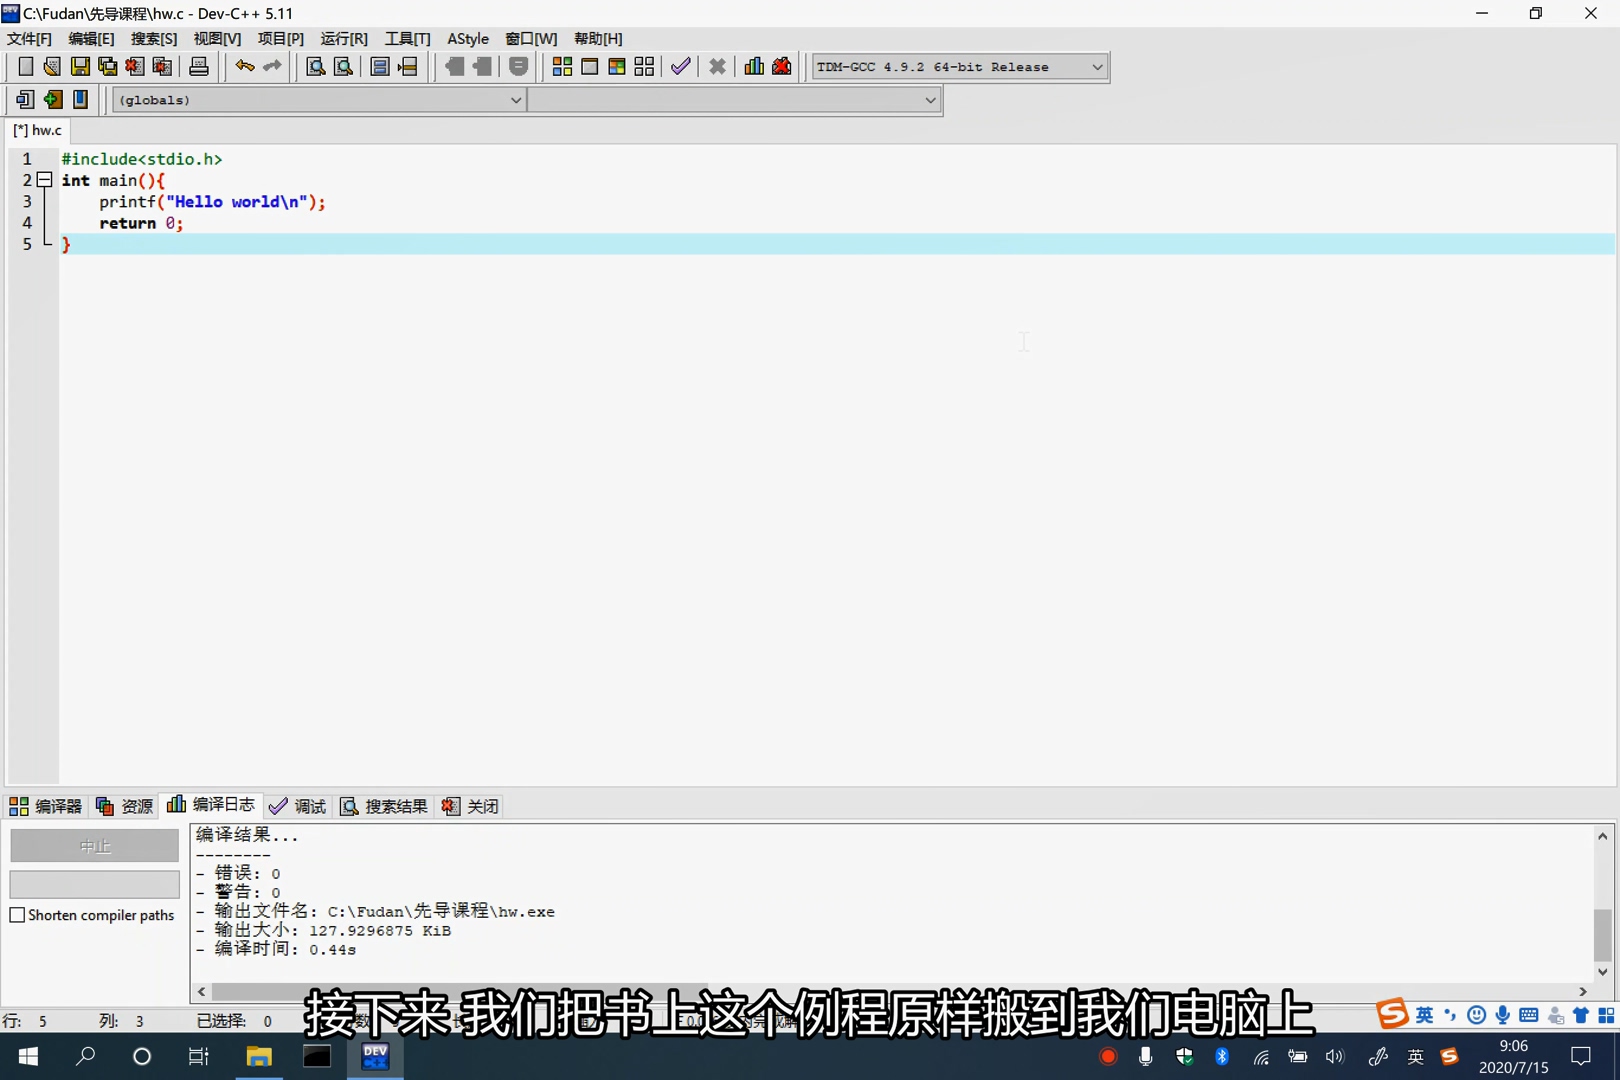 C:\Fudan\先导课程\hw.c - Dev-C++ 5.11
文件[F] 编辑[E] 搜索[S] 视图[V] 项目[P] 运行[R] 工具[T] AStyle 窗口[W] 帮助[H]
TDM-GCC 4.9.2 64-bit Release
(globals)
[*] hw.c
1 #include<stdio.h>
2 int main(){
3 printf("Hello world\n");
4 return 0;
5 }
编译器 资源 编译日志 调试 搜索结果 关闭
中止
Shorten compiler paths
编译结果...
--------
- 错误: 0
- 警告: 0
- 输出文件名: C:\Fudan\先导课程\hw.exe
- 输出大小: 127.9296875 KiB
- 编译时间: 0.44s
接下来 我们把书上这个例程原样搬到我们电脑上
行: 5 列: 3 已选择: 0
英
DEV C++
英
9:06
2020/7/15